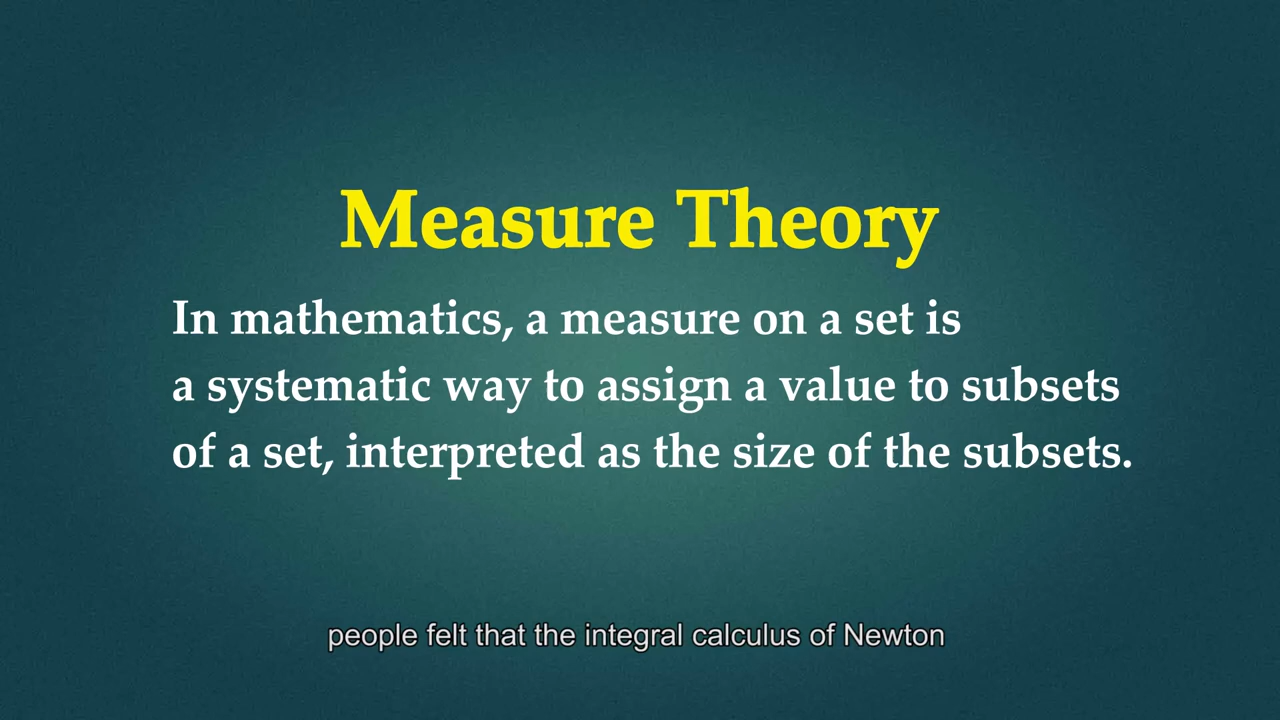 Measure Theory
In mathematics, a measure on a set is
a systematic way to assign a value to subsets
of a set, interpreted as the size of the subsets.
people felt that the integral calculus of Newton